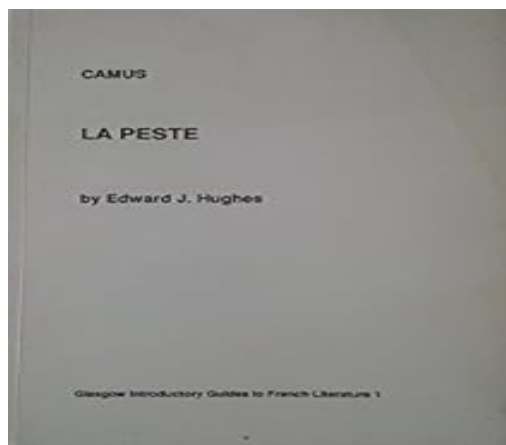 CAMUS
LA PESTE
by Edward J. Hughes
Glasgow Introductory Guides to French Literature 1